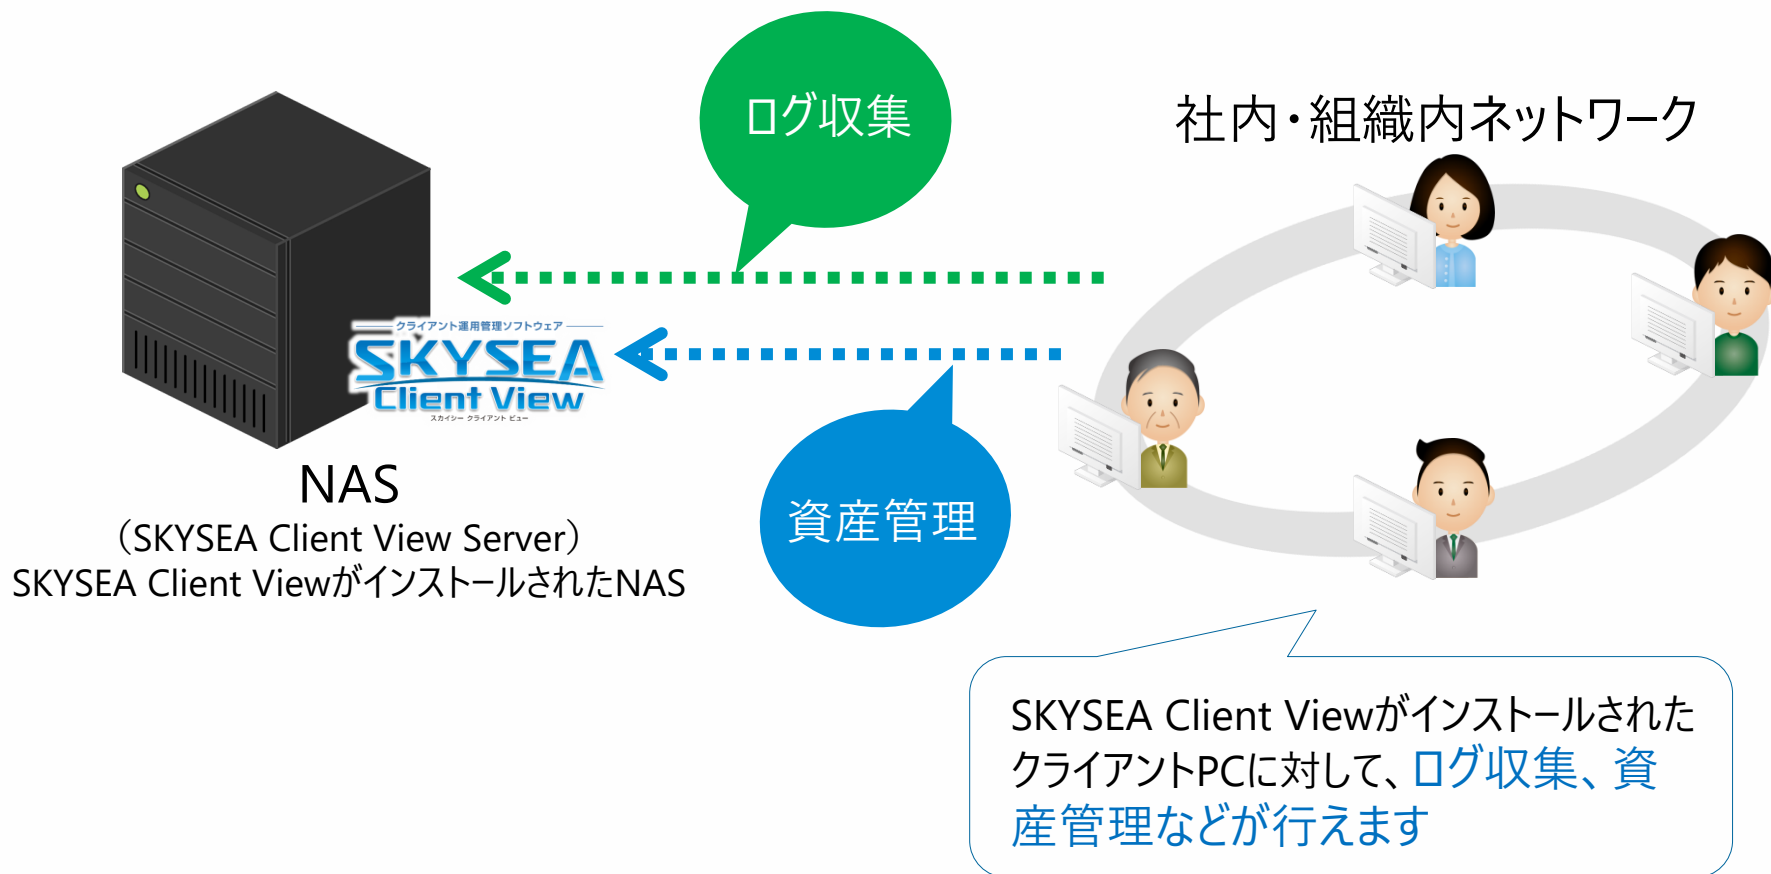 ログ収集
社内・組織内ネットワーク
クライアント運用管理ソフトウェア
SKYSEA
Client View
スカイシー クライアント ビュー
NAS
（SKYSEA Client View Server）
SKYSEA Client ViewがインストールされたNAS
資産管理
SKYSEA Client Viewがインストールされた
クライアントPCに対して、ログ収集、資
産管理などが行えます